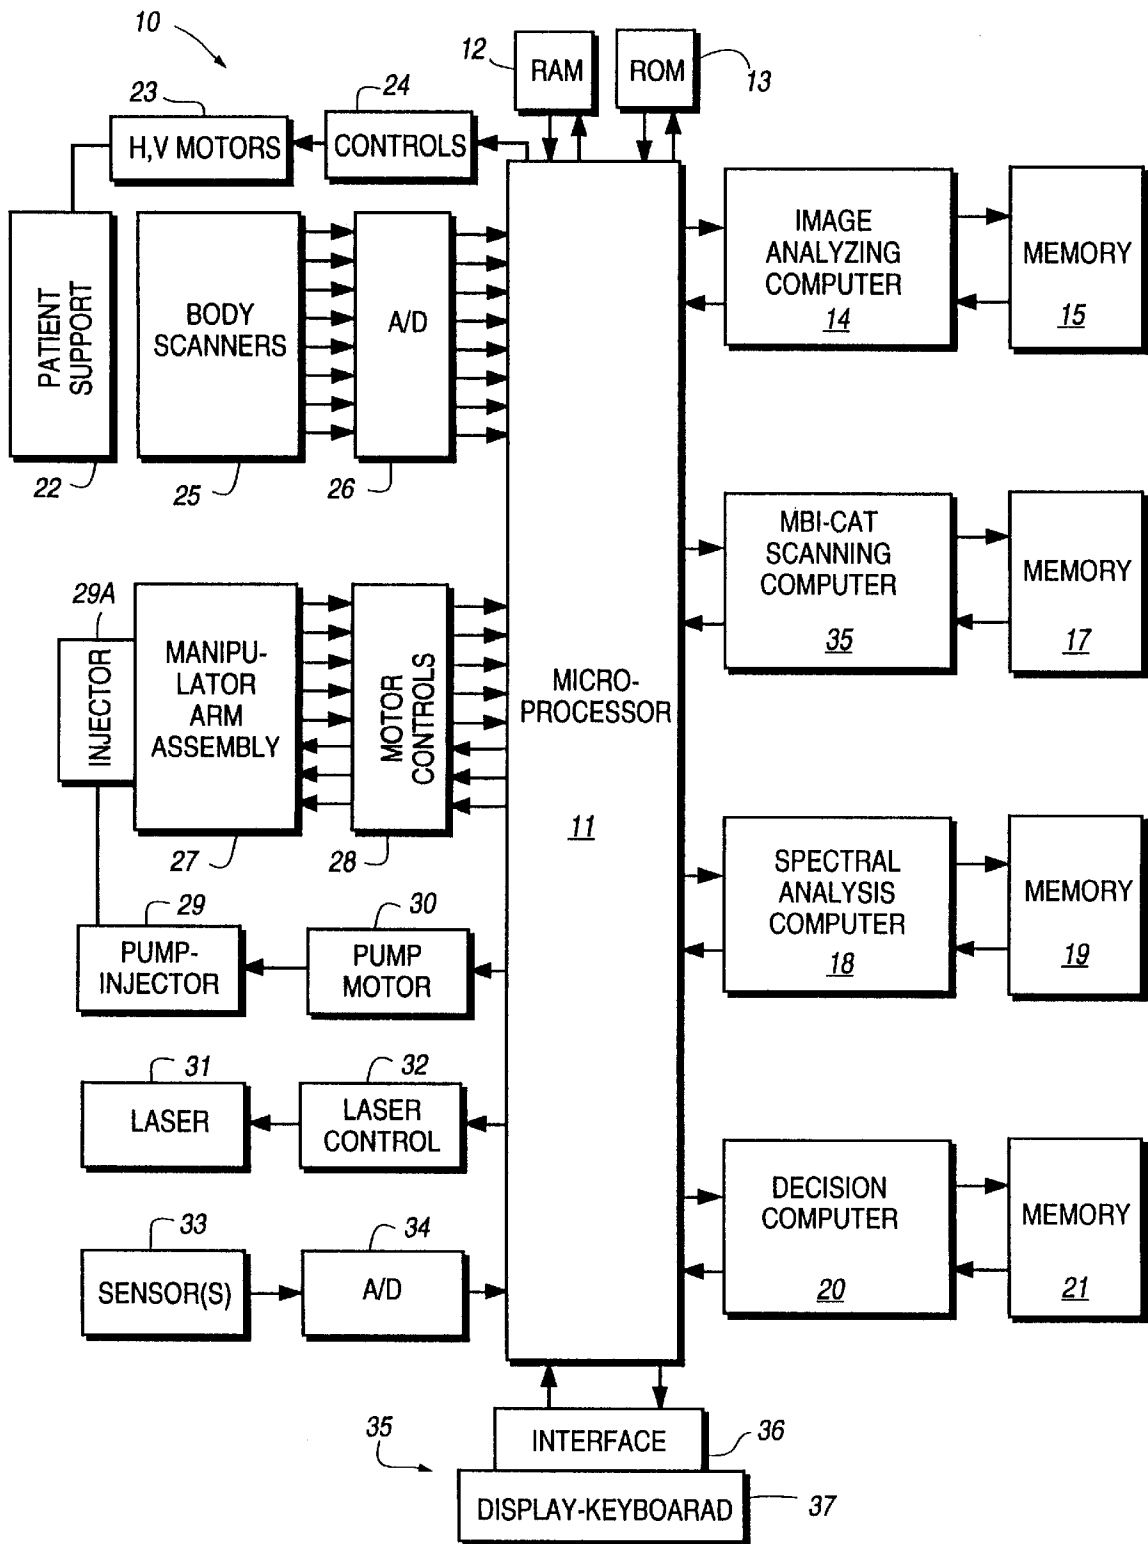 10
12
RAM
ROM
13
23
H,V MOTORS
24
CONTROLS
PATIENT
SUPPORT
22
BODY
SCANNERS
25
A/D
26
IMAGE
ANALYZING
COMPUTER
14
MEMORY
15
MBI-CAT
SCANNING
COMPUTER
35
MEMORY
17
29A
INJECTOR
MANIPU-
LATOR
ARM
ASSEMBLY
27
MOTOR
CONTROLS
28
MICRO-
PROCESSOR
11
SPECTRAL
ANALYSIS
COMPUTER
18
MEMORY
19
29
PUMP-
INJECTOR
30
PUMP
MOTOR
31
LASER
32
LASER
CONTROL
33
SENSOR(S)
34
A/D
DECISION
COMPUTER
20
MEMORY
21
35
INTERFACE
36
DISPLAY-KEYBOARAD
37